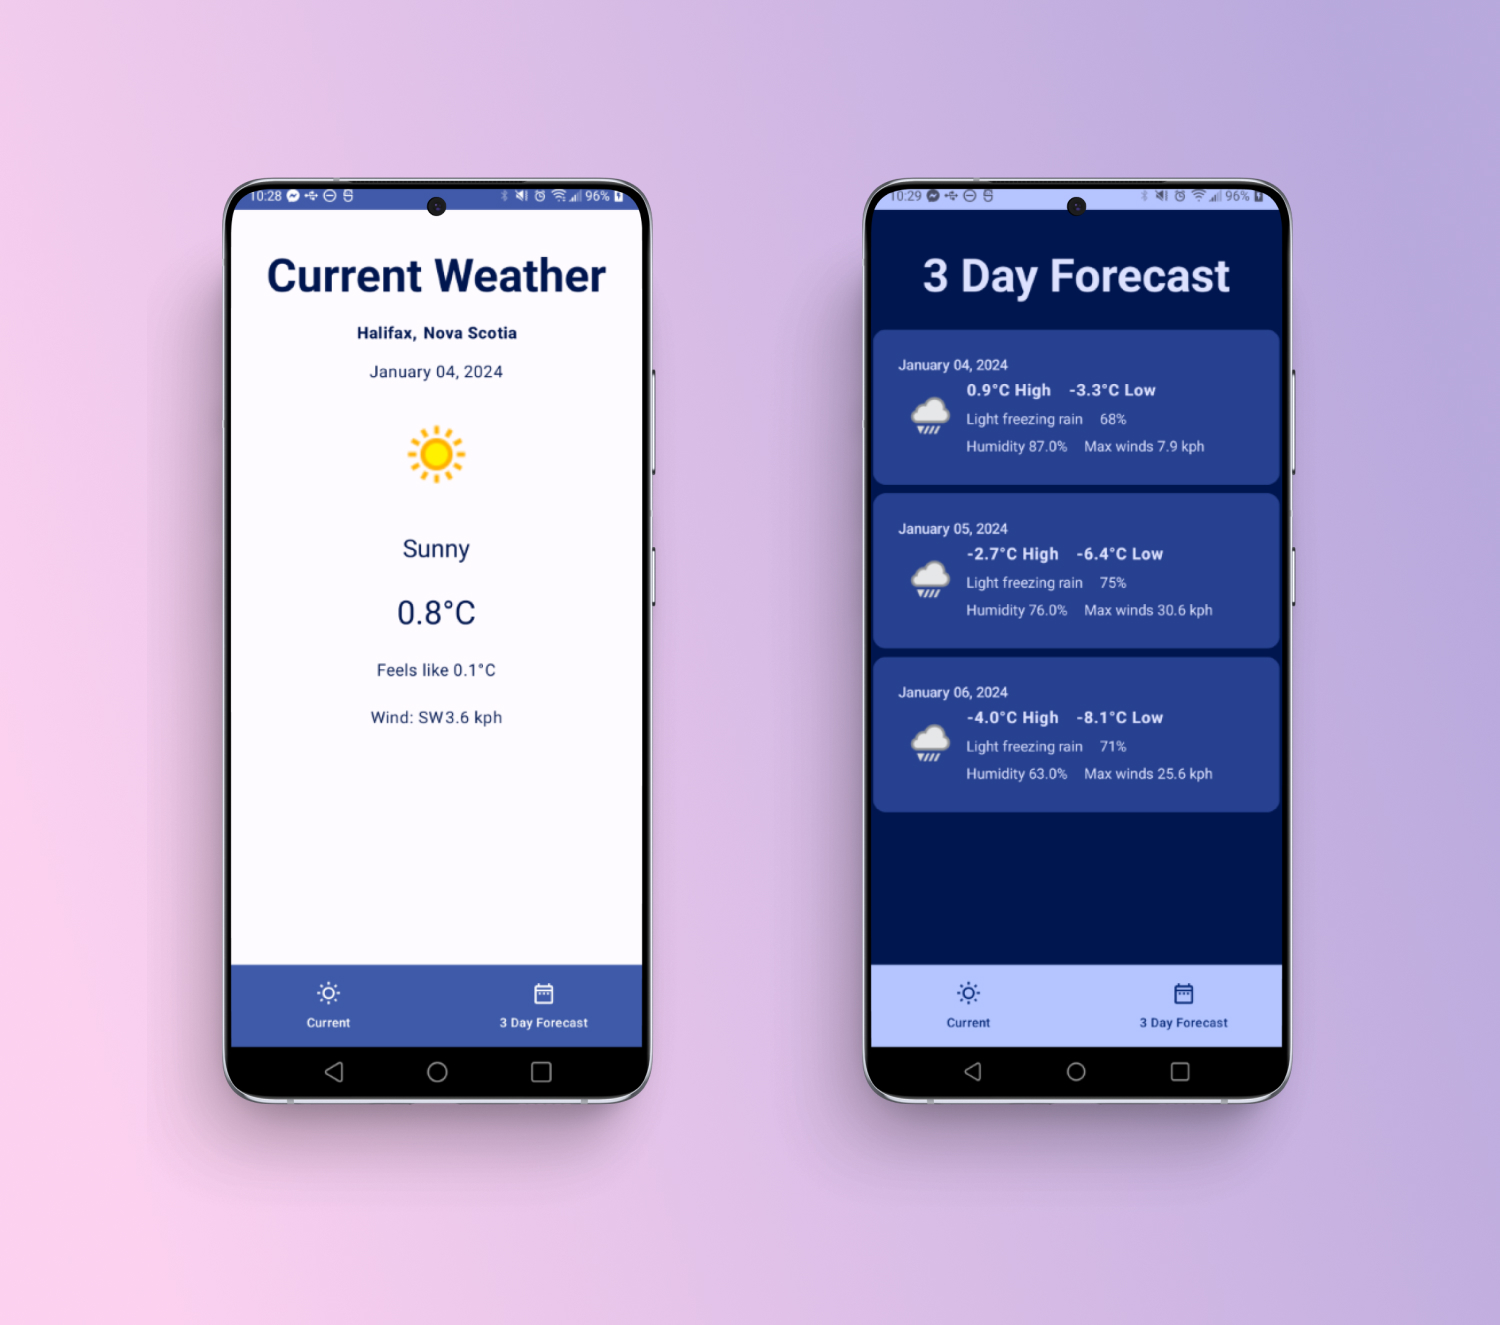 10:28
96%
Current Weather
Halifax, Nova Scotia
January 04, 2024
Sunny
0.8°C
Feels like 0.1°C
Wind: SW3.6 kph
Current
3 Day Forecast
10:29
96%
3 Day Forecast
January 04, 2024
0.9°C High -3.3°C Low
Light freezing rain 68%
Humidity 87.0% Max winds 7.9 kph
January 05, 2024
-2.7°C High -6.4°C Low
Light freezing rain 75%
Humidity 76.0% Max winds 30.6 kph
January 06, 2024
-4.0°C High -8.1°C Low
Light freezing rain 71%
Humidity 63.0% Max winds 25.6 kph
Current
3 Day Forecast